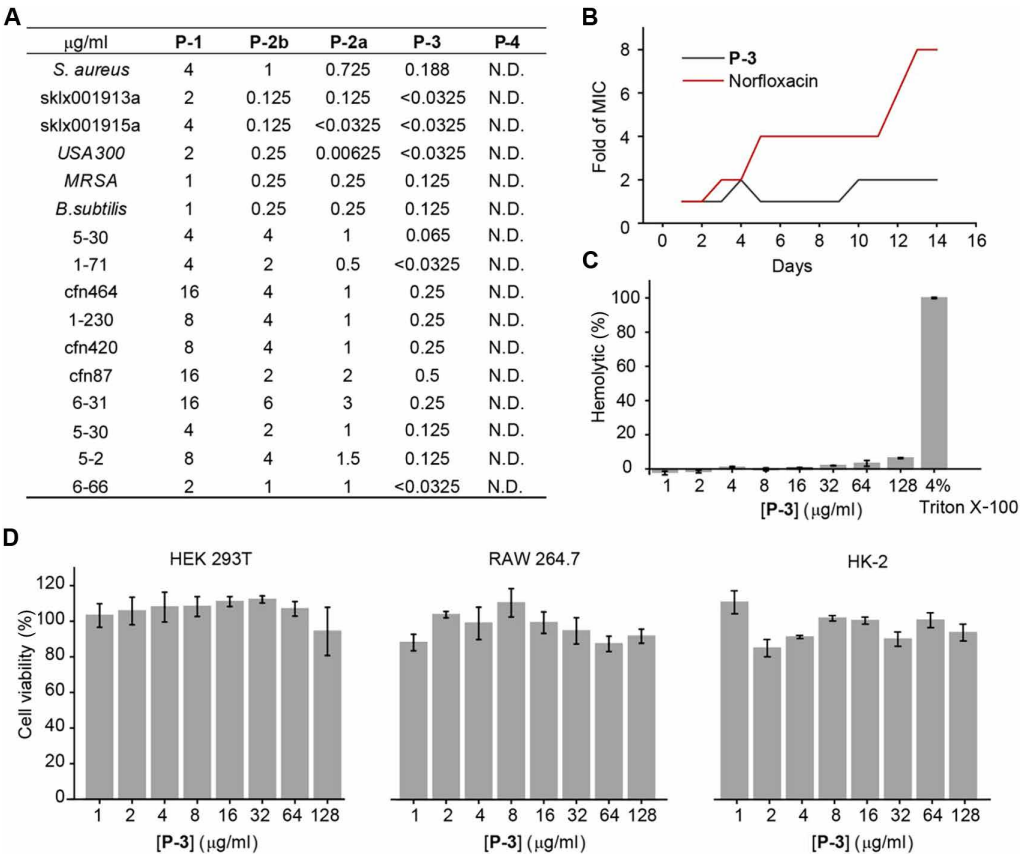 A
μg/ml P-1 P-2b P-2a P-3 P-4
S. aureus 4 1 0.725 0.188 N.D.
sklx001913a 2 0.125 0.125 <0.0325 N.D.
sklx001915a 4 0.125 <0.0325 <0.0325 N.D.
USA300 2 0.25 0.00625 <0.0325 N.D.
MRSA 1 0.25 0.25 0.125 N.D.
B.subtilis 1 0.25 0.25 0.125 N.D.
5-30 4 4 1 0.065 N.D.
1-71 4 2 0.5 <0.0325 N.D.
cfn464 16 4 1 0.25 N.D.
1-230 8 4 1 0.25 N.D.
cfn420 8 4 1 0.25 N.D.
cfn87 16 2 2 0.5 N.D.
6-31 16 6 3 0.25 N.D.
5-30 4 2 1 0.125 N.D.
5-2 8 4 1.5 0.125 N.D.
6-66 2 1 1 <0.0325 N.D.
B
P-3
Norfloxacin
Fold of MIC
8
6
4
2
0
0 2 4 6 8 10 12 14 16
Days
C
Hemolytic (%)
100
80
60
40
20
0
1 2 4 8 16 32 64 128 4%
[P-3] (μg/ml) Triton X-100
D
HEK 293T RAW 264.7 HK-2
Cell viability (%)
120
100
80
60
40
20
0
1 2 4 8 16 32 64 128 1 2 4 8 16 32 64 128 1 2 4 8 16 32 64 128
[P-3] (μg/ml) [P-3] (μg/ml) [P-3] (μg/ml)